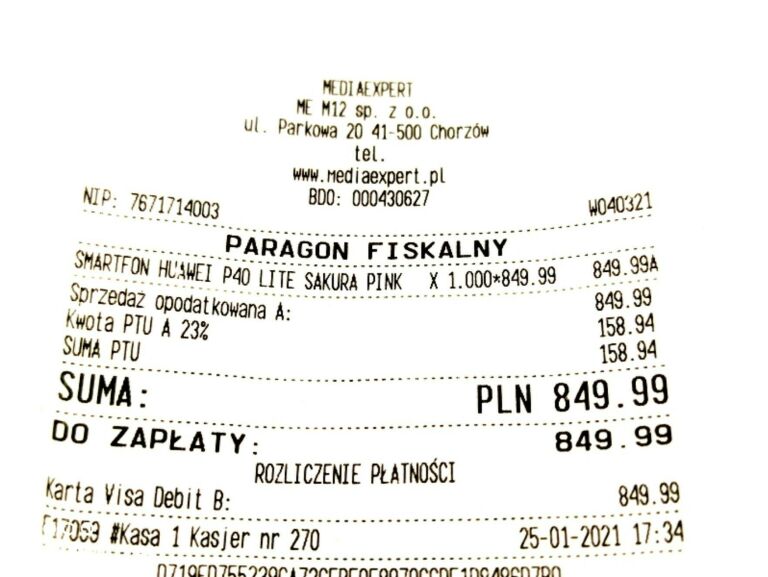 MEDIAEXPERT
ME M12 sp. z o.o.
ul. Parkowa 20 41-500 Chorzów
tel.
www.mediaexpert.pl
NIP: 7671714003 BDO: 000430627 W040321
PARAGON FISKALNY
SMARTFON HUAWEI P40 LITE SAKURA PINK X 1.000*849.99 849.99A
Sprzedaż opodatkowana A: 849.99
Kwota PTU A 23% 158.94
SUMA PTU 158.94
SUMA: PLN 849.99
DO ZAPŁATY: 849.99
ROZLICZENIE PŁATNOŚCI
Karta Visa Debit B: 849.99
#Kasa 1 Kasjer nr 270 25-01-2021 17:34